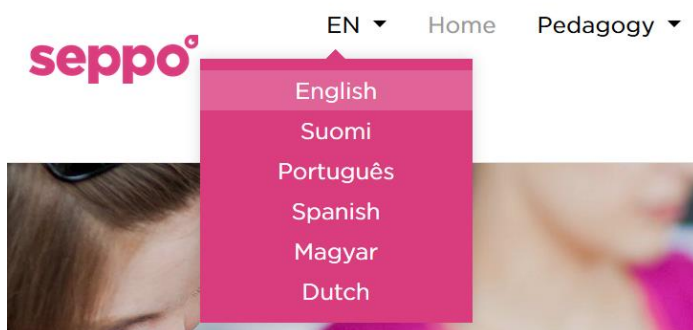 seppo
EN Home Pedagogy
English
Suomi
Português
Spanish
Magyar
Dutch